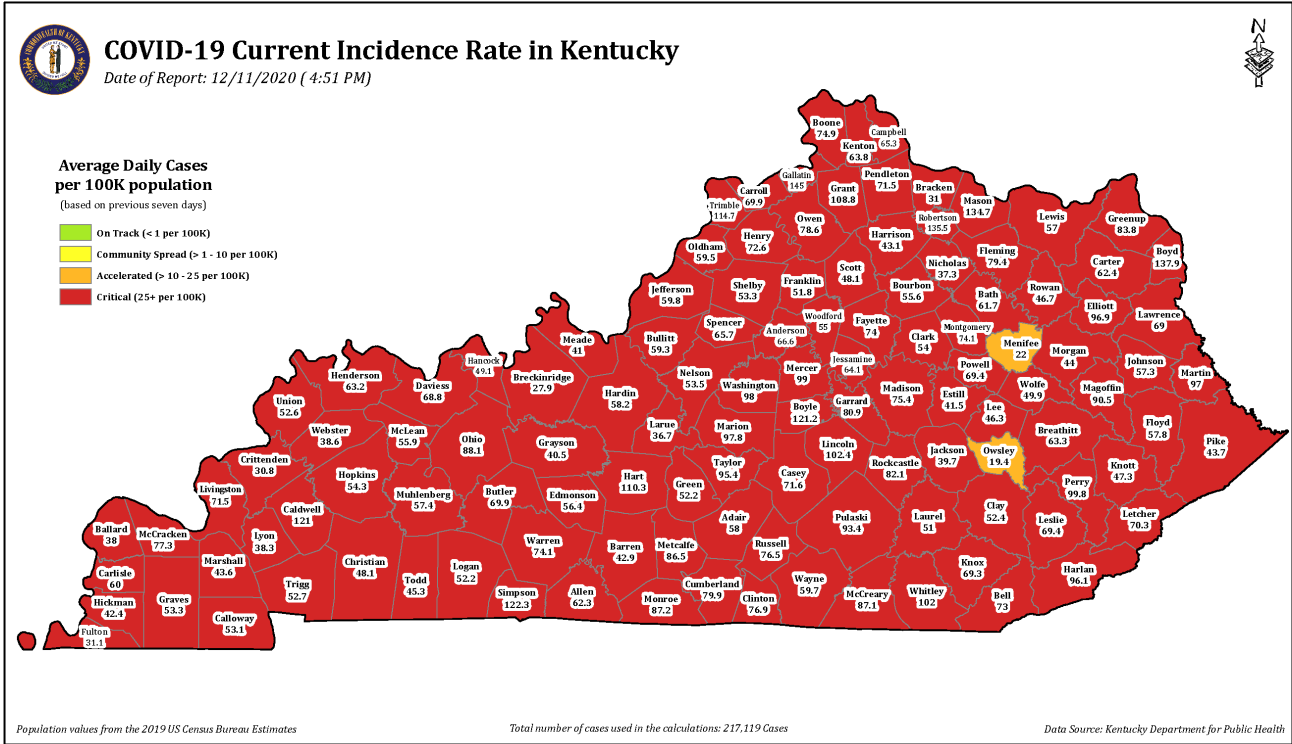 COVID-19 Current Incidence Rate in Kentucky
Date of Report: 12/11/2020 ( 4:51 PM)
N
Average Daily Cases
per 100K population
(based on previous seven days)
On Track (< 1 per 100K)
Community Spread (> 1 - 10 per 100K)
Accelerated (> 10 - 25 per 100K)
Critical (25+ per 100K)
Boone
74.9
Kenton
63.8
Campbell
65.3
Gallatin
145
Carroll
69.9
Trimble
114.7
Grant
108.8
Pendleton
71.5
Bracken
31
Mason
134.7
Robertson
135.5
Lewis
57
Greenup
83.8
Boyd
137.9
Owen
78.6
Henry
72.6
Oldham
59.5
Harrison
43.1
Nicholas
37.3
Fleming
79.4
Carter
62.4
Jefferson
59.8
Shelby
53.3
Franklin
51.8
Scott
48.1
Bourbon
55.6
Bath
61.7
Rowan
46.7
Elliott
96.9
Lawrence
69
Bullitt
59.3
Spencer
65.7
Anderson
66.6
Woodford
55
Fayette
74
Clark
54
Montgomery
74.1
Menifee
22
Morgan
44
Johnson
57.3
Martin
97
Meade
41
Hancock
49.1
Breckinridge
27.9
Hardin
58.2
Nelson
53.5
Washington
98
Mercer
99
Jessamine
64.1
Madison
75.4
Powell
69.4
Estill
41.5
Wolfe
49.9
Magoffin
90.5
Henderson
63.2
Daviess
68.8
Union
52.6
Webster
38.6
McLean
55.9
Ohio
88.1
Grayson
40.5
Larue
36.7
Marion
97.8
Boyle
121.2
Garrard
80.9
Lincoln
102.4
Rockcastle
82.1
Jackson
39.7
Lee
46.3
Owsley
19.4
Breathitt
63.3
Floyd
57.8
Pike
43.7
Knott
47.3
Perry
99.8
Crittenden
30.8
Livingston
71.5
Hopkins
54.3
Caldwell
121
Muhlenberg
57.4
Butler
69.9
Edmonson
56.4
Hart
110.3
Green
52.2
Taylor
95.4
Casey
71.6
Adair
58
Pulaski
93.4
Laurel
51
Clay
52.4
Leslie
69.4
Letcher
70.3
Ballard
38
McCracken
77.3
Lyon
38.3
Marshall
43.6
Carlisle
60
Hickman
42.4
Graves
53.3
Calloway
53.1
Fulton
31.1
Trigg
52.7
Christian
48.1
Todd
45.3
Logan
52.2
Warren
74.1
Simpson
122.3
Allen
62.3
Barren
42.9
Metcalfe
86.5
Monroe
87.2
Cumberland
79.9
Clinton
76.9
Russell
76.5
Wayne
59.7
McCreary
87.1
Whitley
102
Knox
69.3
Bell
73
Harlan
96.1
Population values from the 2019 US Census Bureau Estimates
Total number of cases used in the calculations: 217,119 Cases
Data Source: Kentucky Department for Public Health